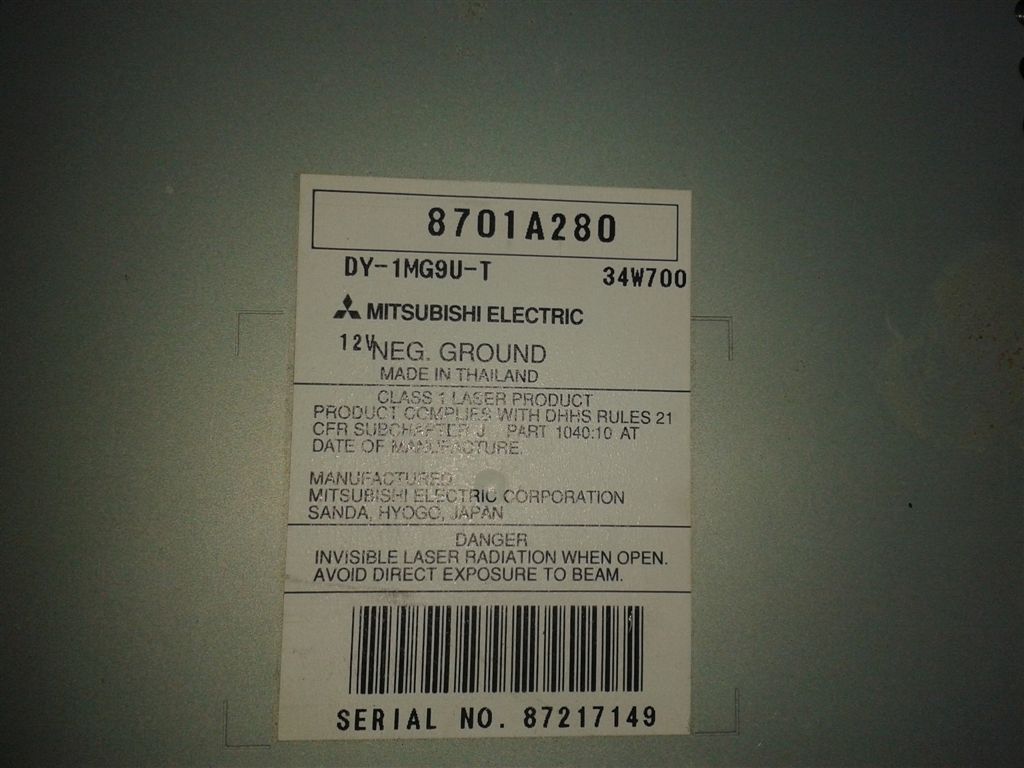 8701A280
DY-1MG9U-T 34W700
MITSUBISHI ELECTRIC
12V NEG. GROUND
MADE IN THAILAND
CLASS 1 LASER PRODUCT
PRODUCT COMPLIES WITH DHHS RULES 21
CFR SUBCHAPTER J PART 1040:10 AT
DATE OF MANUFACTURE.
MANUFACTURED
MITSUBISHI ELECTRIC CORPORATION
SANDA, HYOGO, JAPAN
DANGER
INVISIBLE LASER RADIATION WHEN OPEN.
AVOID DIRECT EXPOSURE TO BEAM.
SERIAL NO. 87217149